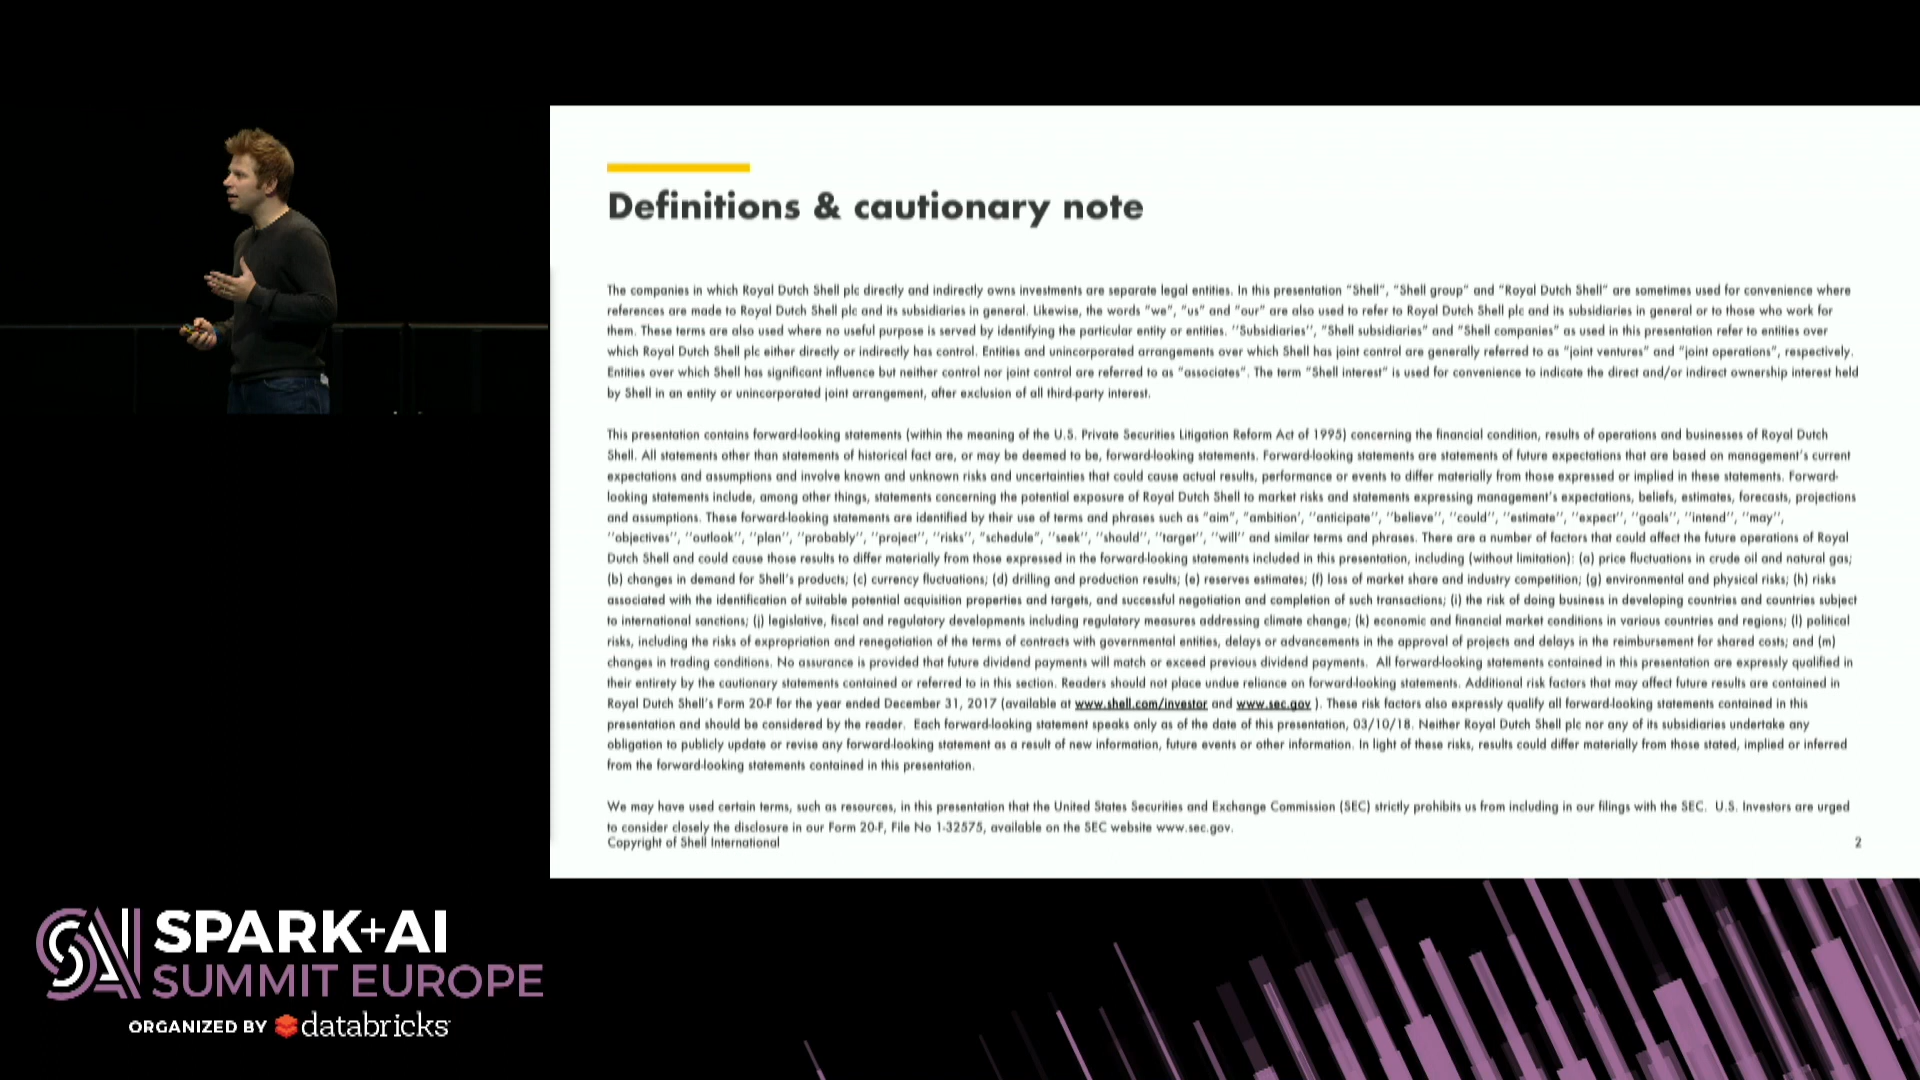 Definitions & cautionary note
The companies in which Royal Dutch Shell plc directly and indirectly owns investments are separate legal entities. In this presentation “Shell”, “Shell group” and “Royal Dutch Shell” are sometimes used for convenience where
references are made to Royal Dutch Shell plc and its subsidiaries in general. Likewise, the words “we”, “us” and “our” are also used to refer to Royal Dutch Shell plc and its subsidiaries in general or to those who work for
them. These terms are also used where no useful purpose is served by identifying the particular entity or entities. ‘‘Subsidiaries’’, “Shell subsidiaries” and “Shell companies” as used in this presentation refer to entities over
which Royal Dutch Shell plc either directly or indirectly has control. Entities and unincorporated arrangements over which Shell has joint control are generally referred to as “joint ventures” and “joint operations”, respectively.
Entities over which Shell has significant influence but neither control nor joint control are referred to as “associates”. The term “Shell interest” is used for convenience to indicate the direct and/or indirect ownership interest held
by Shell in an entity or unincorporated joint arrangement, after exclusion of all third-party interest.
This presentation contains forward-looking statements (within the meaning of the U.S. Private Securities Litigation Reform Act of 1995) concerning the financial condition, results of operations and businesses of Royal Dutch
Shell. All statements other than statements of historical fact are, or may be deemed to be, forward-looking statements. Forward-looking statements are statements of future expectations that are based on management’s current
expectations and assumptions and involve known and unknown risks and uncertainties that could cause actual results, performance or events to differ materially from those expressed or implied in these statements. Forward-
looking statements include, among other things, statements concerning the potential exposure of Royal Dutch Shell to market risks and statements expressing management’s expectations, beliefs, estimates, forecasts, projections
and assumptions. These forward-looking statements are identified by their use of terms and phrases such as “aim”, “ambition’, ‘‘anticipate’’, ‘‘believe’’, ‘‘could’’, ‘‘estimate’’, ‘‘expect’’, ‘‘goals’’, ‘‘intend’’, ‘‘may’’,
‘‘objectives’’, ‘‘outlook’’, ‘‘plan’’, ‘‘probably’’, ‘‘project’’, ‘‘risks’’, “schedule”, ‘‘seek’’, ‘‘should’’, ‘‘target’’, ‘‘will’’ and similar terms and phrases. There are a number of factors that could affect the future operations of Royal
Dutch Shell and could cause those results to differ materially from those expressed in the forward-looking statements included in this presentation, including (without limitation): (a) price fluctuations in crude oil and natural gas;
(b) changes in demand for Shell’s products; (c) currency fluctuations; (d) drilling and production results; (e) reserves estimates; (f) loss of market share and industry competition; (g) environmental and physical risks; (h) risks
associated with the identification of suitable potential acquisition properties and targets, and successful negotiation and completion of such transactions; (i) the risk of doing business in developing countries and countries subject
to international sanctions; (j) legislative, fiscal and regulatory developments including regulatory measures addressing climate change; (k) economic and financial market conditions in various countries and regions; (l) political
risks, including the risks of expropriation and renegotiation of the terms of contracts with governmental entities, delays or advancements in the approval of projects and delays in the reimbursement for shared costs; and (m)
changes in trading conditions. No assurance is provided that future dividend payments will match or exceed previous dividend payments. All forward-looking statements contained in this presentation are expressly qualified in
their entirety by the cautionary statements contained or referred to in this section. Readers should not place undue reliance on forward-looking statements. Additional risk factors that may affect future results are contained in
Royal Dutch Shell’s Form 20-F for the year ended December 31, 2017 (available at www.shell.com/investor and www.sec.gov ). These risk factors also expressly qualify all forward-looking statements contained in this
presentation and should be considered by the reader. Each forward-looking statement speaks only as of the date of this presentation, 03/10/18. Neither Royal Dutch Shell plc nor any of its subsidiaries undertake any
obligation to publicly update or revise any forward-looking statement as a result of new information, future events or other information. In light of these risks, results could differ materially from those stated, implied or inferred
from the forward-looking statements contained in this presentation.
We may have used certain terms, such as resources, in this presentation that the United States Securities and Exchange Commission (SEC) strictly prohibits us from including in our filings with the SEC. U.S. Investors are urged
to consider closely the disclosure in our Form 20-F, File No 1-32575, available on the SEC website www.sec.gov.
Copyright of Shell International
2
SAI
SPARK+AI
SUMMIT EUROPE
ORGANIZED BY databricks